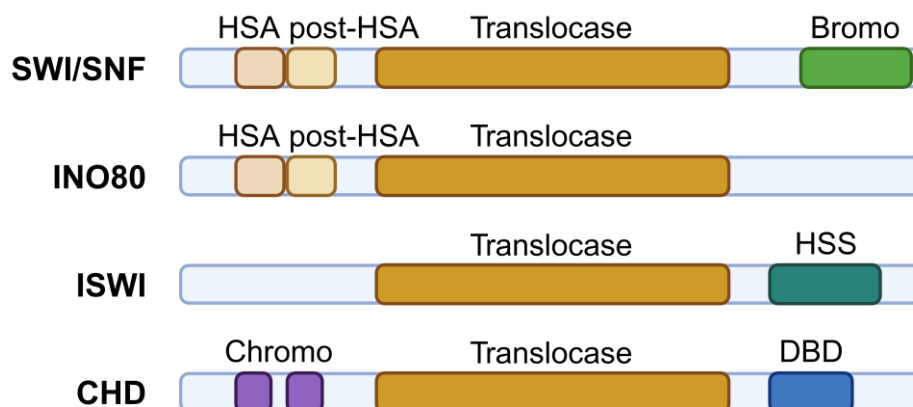 HSA post-HSA Translocase Bromo
SWI/SNF
HSA post-HSA Translocase
INO80
Translocase HSS
ISWI
Chromo Translocase DBD
CHD